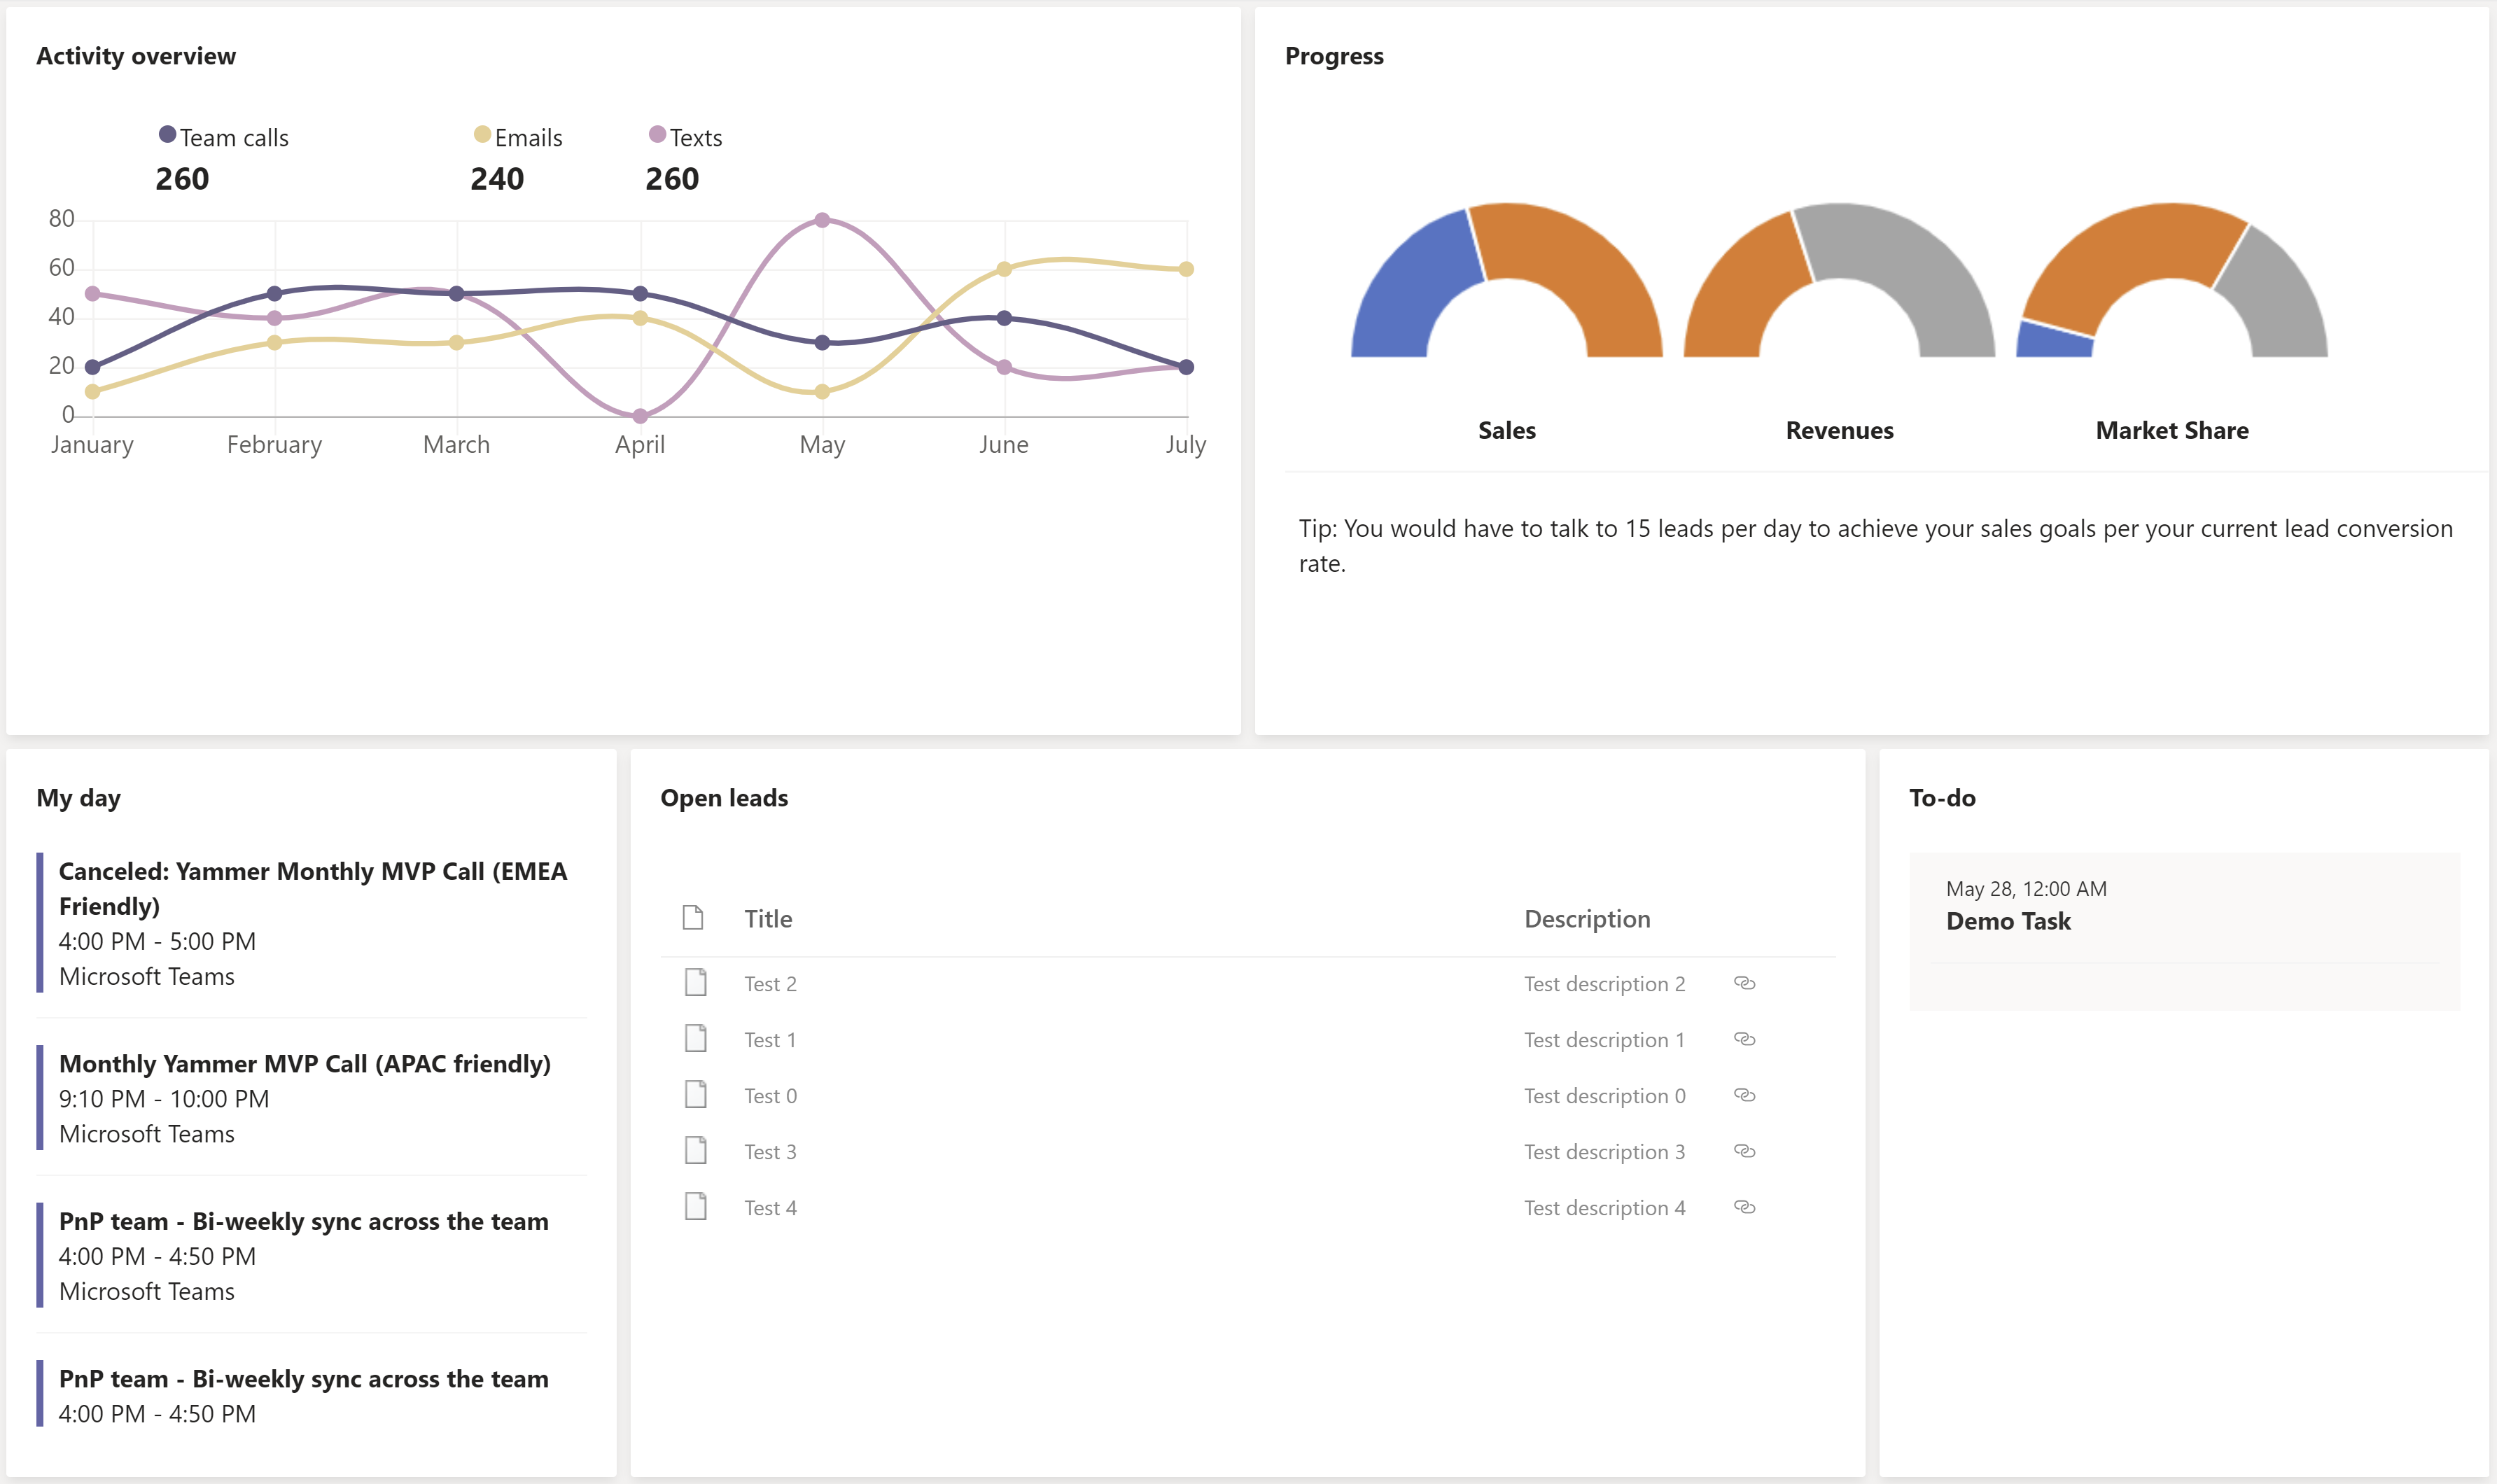 Activity overview
Team calls
260
Emails
240
Texts
260
80
60
40
20
0
January February March April May June July
Progress
Sales Revenues Market Share
Tip: You would have to talk to 15 leads per day to achieve your sales goals per your current lead conversion
rate.
My day
Canceled: Yammer Monthly MVP Call (EMEA
Friendly)
4:00 PM - 5:00 PM
Microsoft Teams
Monthly Yammer MVP Call (APAC friendly)
9:10 PM - 10:00 PM
Microsoft Teams
PnP team - Bi-weekly sync across the team
4:00 PM - 4:50 PM
Microsoft Teams
PnP team - Bi-weekly sync across the team
4:00 PM - 4:50 PM
Open leads
Title Description
Test 2 Test description 2
Test 1 Test description 1
Test 0 Test description 0
Test 3 Test description 3
Test 4 Test description 4
To-do
May 28, 12:00 AM
Demo Task